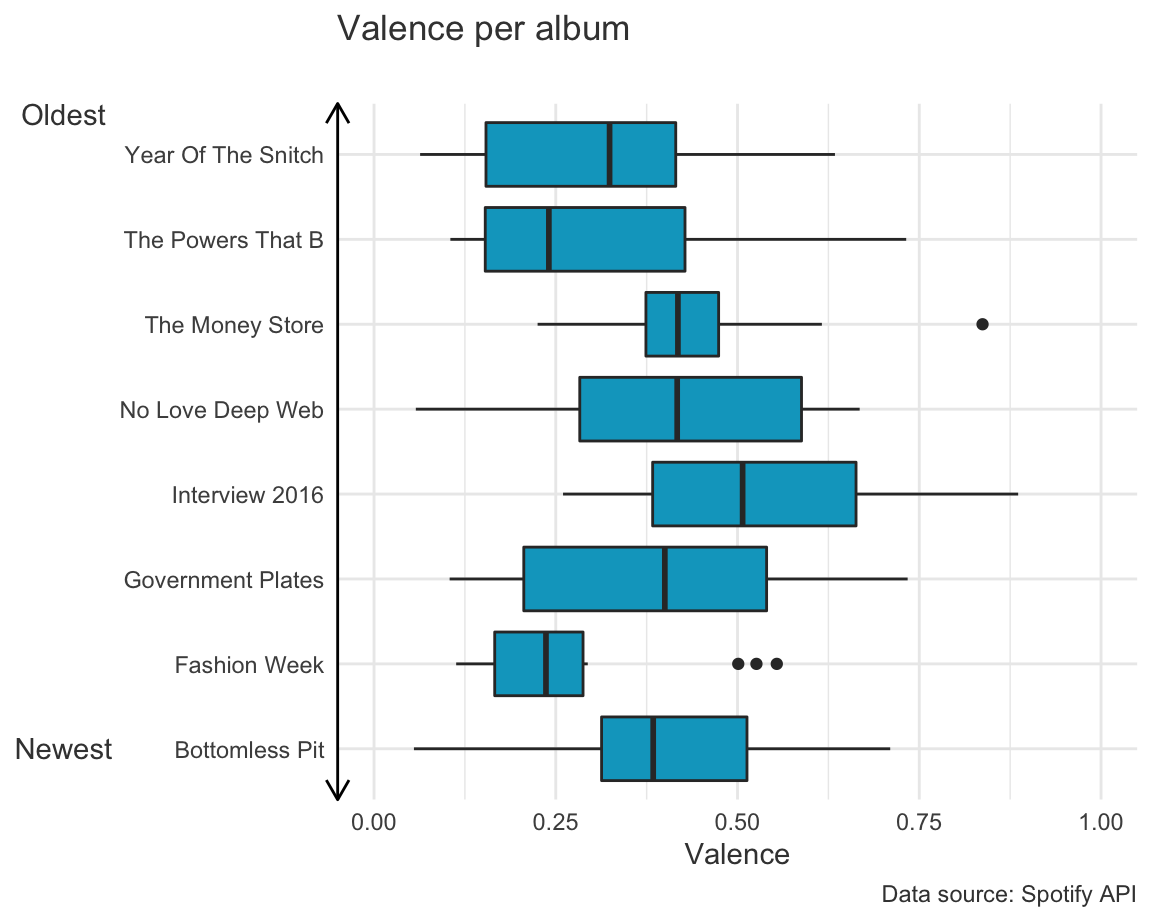 Valence per album
Oldest
Year Of The Snitch
The Powers That B
The Money Store
No Love Deep Web
Interview 2016
Government Plates
Fashion Week
Newest
Bottomless Pit
0.00 0.25 0.50 0.75 1.00
Valence
Data source: Spotify API